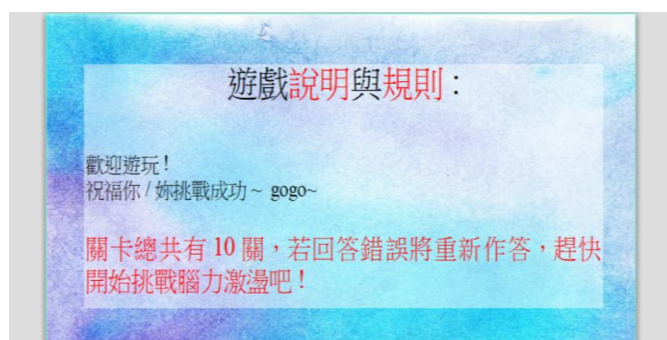 遊戲說明與規則：
歡迎遊玩！
祝福你 / 妳挑戰成功 ~ gogo~
關卡總共有 10 關，若回答錯誤將重新作答，趕快
開始挑戰腦力激盪吧！